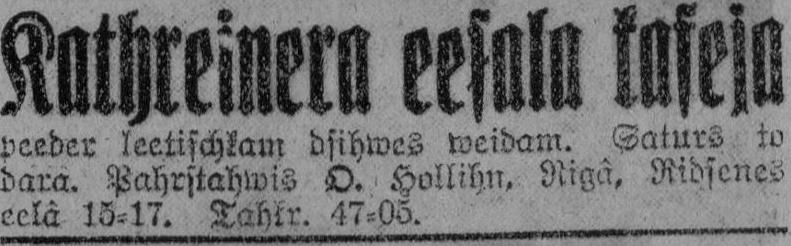 Kathreinera eesala kafeja
peeder leetischkam dsihwes weidam. Saturs to
dara. Pahrstahwis O. Hollihn, Rigâ, Ridsenes
eelâ 15-17. Tahlr. 47-05.